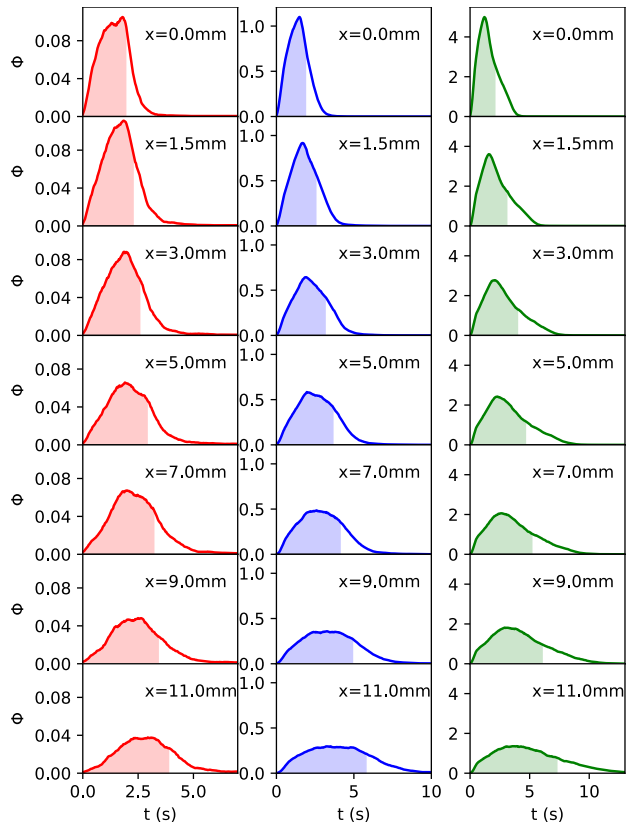 Φ 0.08 0.04 0.00 x=0.0mm 1.0 0.5 0.0 x=0.0mm 4 2 0 x=0.0mm
Φ 0.08 0.04 0.00 x=1.5mm 1.0 0.5 0.0 x=1.5mm 4 2 0 x=1.5mm
Φ 0.08 0.04 0.00 x=3.0mm 1.0 0.5 0.0 x=3.0mm 4 2 0 x=3.0mm
Φ 0.08 0.04 0.00 x=5.0mm 1.0 0.5 0.0 x=5.0mm 4 2 0 x=5.0mm
Φ 0.08 0.04 0.00 x=7.0mm 1.0 0.5 0.0 x=7.0mm 4 2 0 x=7.0mm
Φ 0.08 0.04 0.00 x=9.0mm 1.0 0.5 0.0 x=9.0mm 4 2 0 x=9.0mm
Φ 0.08 0.04 0.00 x=11.0mm 1.0 0.5 0.0 x=11.0mm 4 2 0 x=11.0mm
0.0 2.5 5.0 0 5 10 0 5 10
t (s) t (s) t (s)